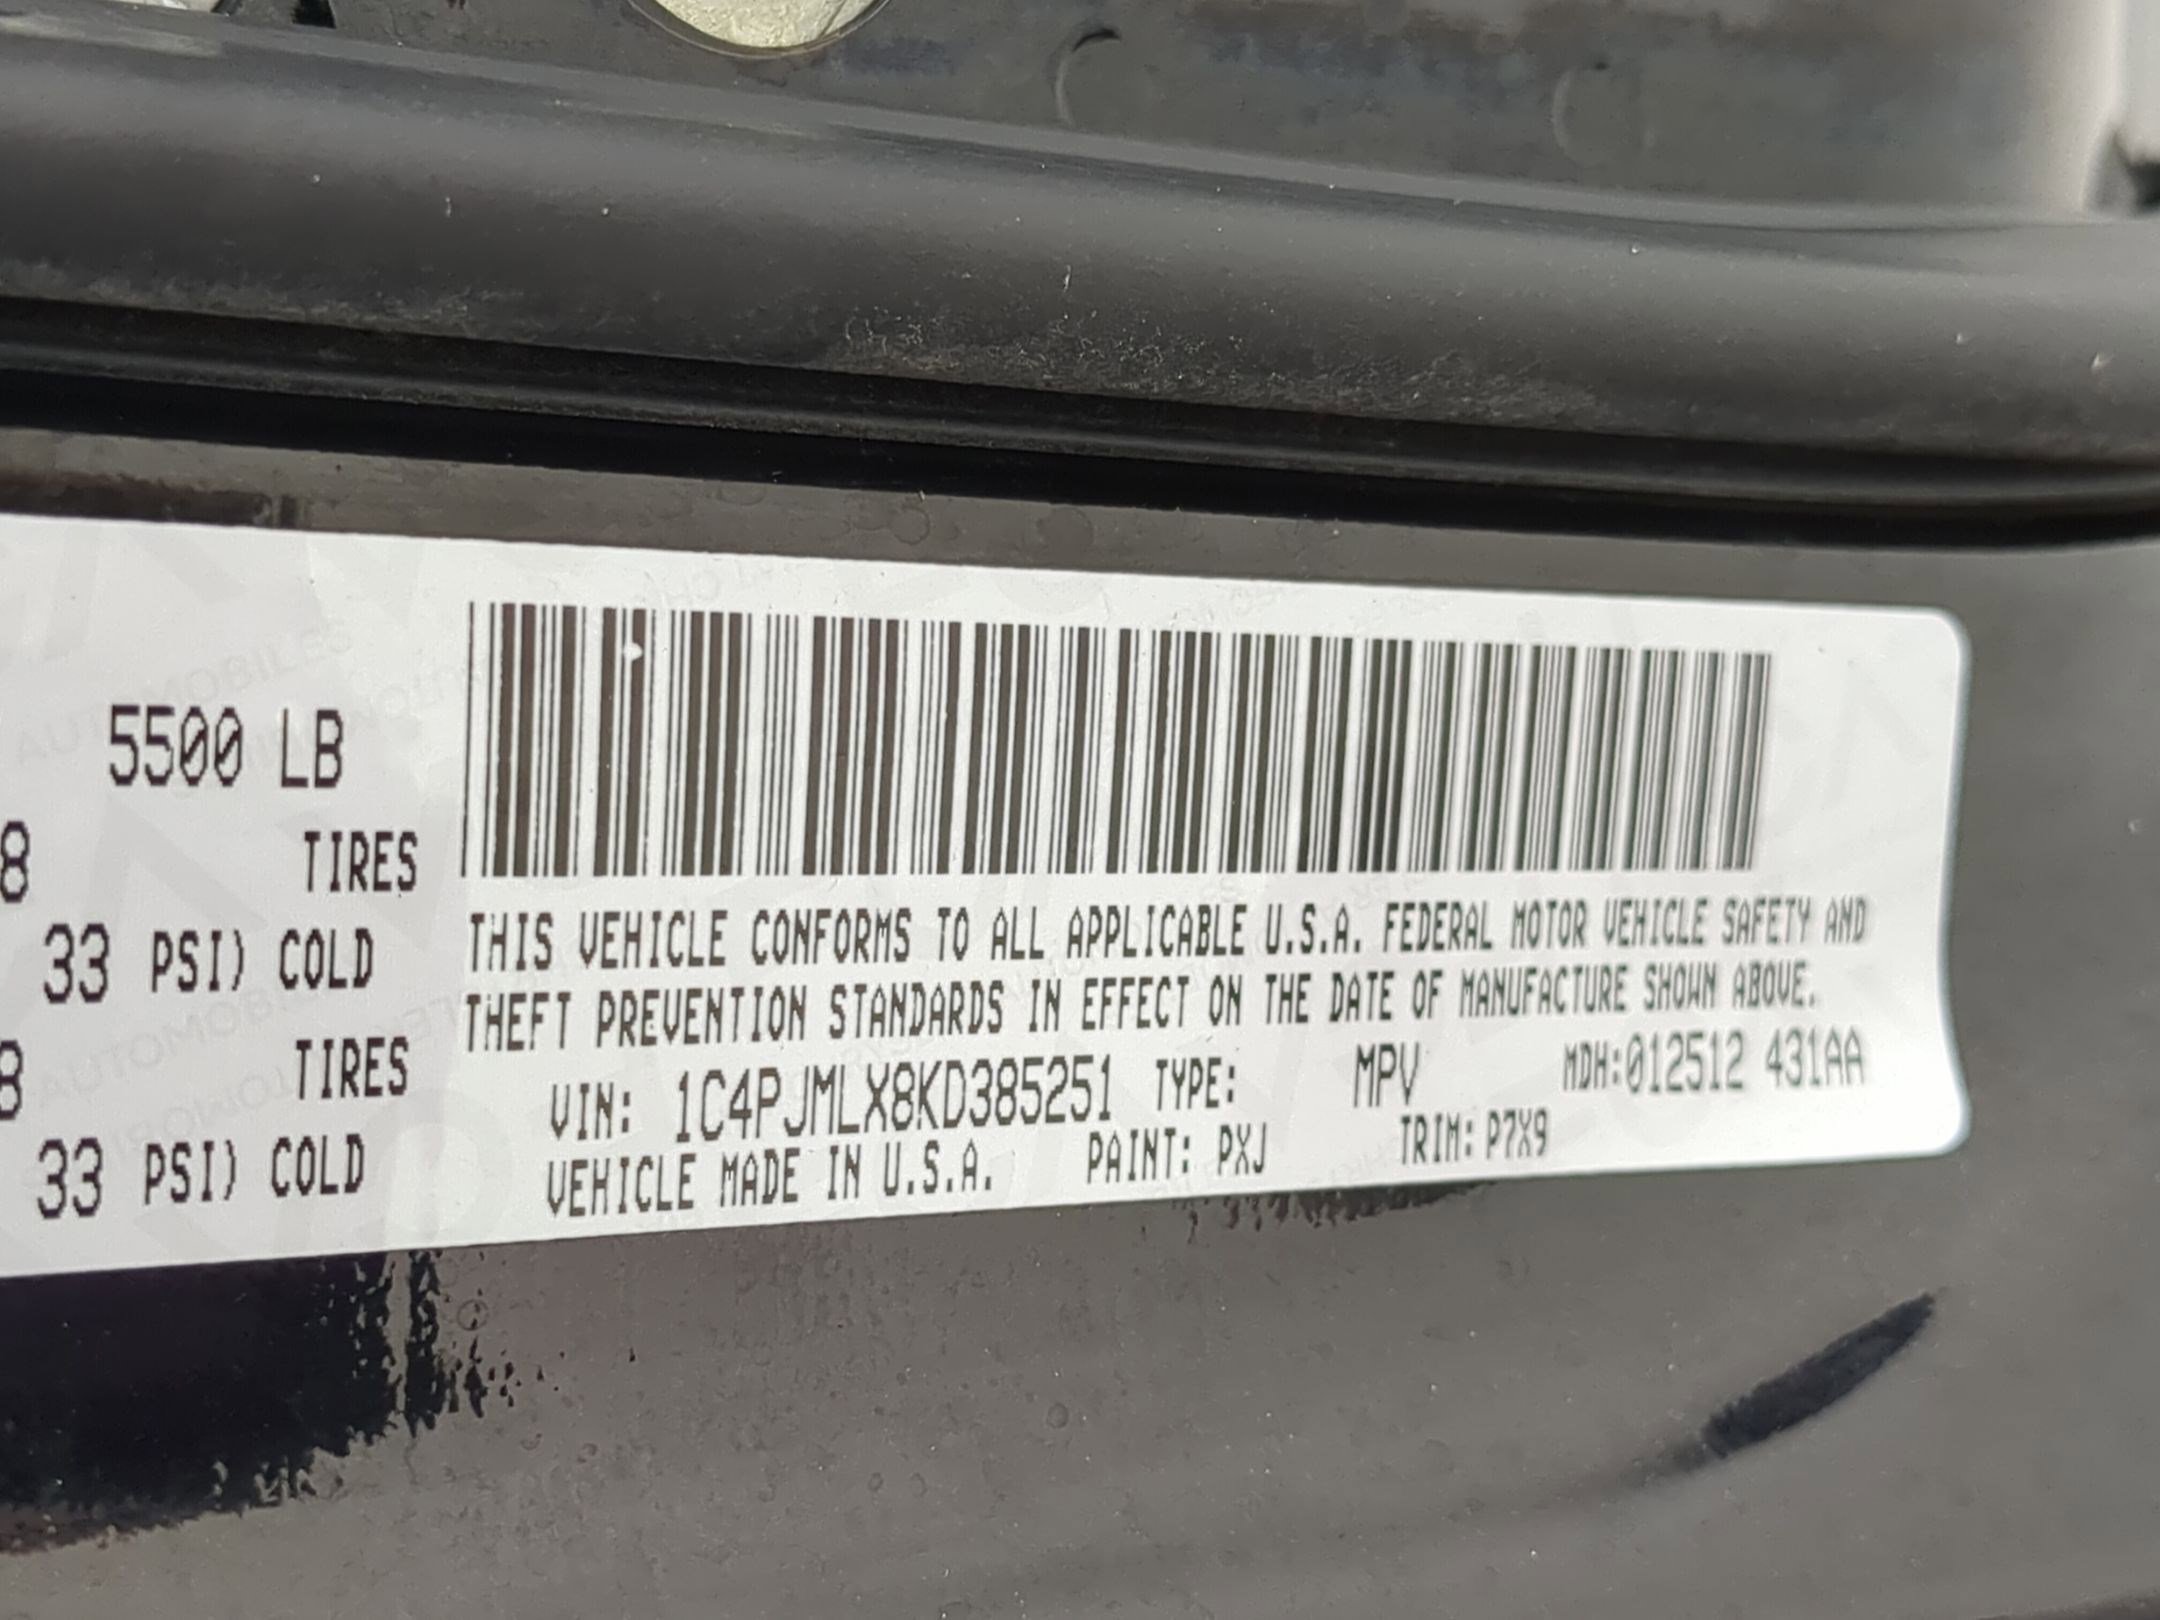 5500 LB
8 TIRES
33 PSI) COLD
8 TIRES
33 PSI) COLD
THIS VEHICLE CONFORMS TO ALL APPLICABLE U.S.A. FEDERAL MOTOR VEHICLE SAFETY AND
THEFT PREVENTION STANDARDS IN EFFECT ON THE DATE OF MANUFACTURE SHOWN ABOVE.
VIN: 1C4PJMLX8KD385251 TYPE: MPV MDH:012512 431AA
VEHICLE MADE IN U.S.A. PAINT: PXJ TRIM: P7X9